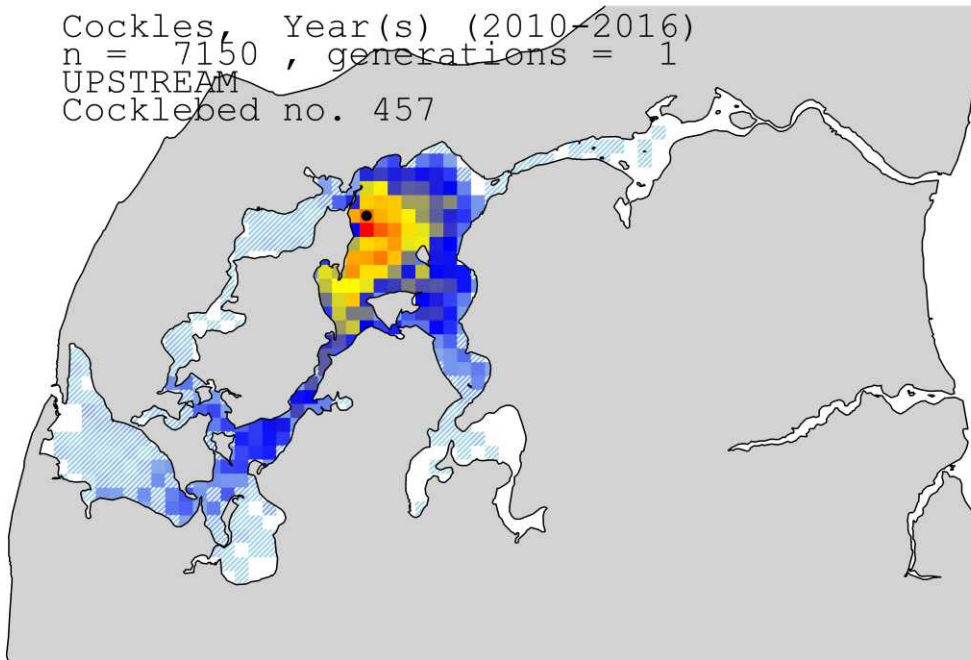 Cockles, Year(s) (2010-2016)
n = 7150 , generations = 1
UPSTREAM
Cocklebed no. 457